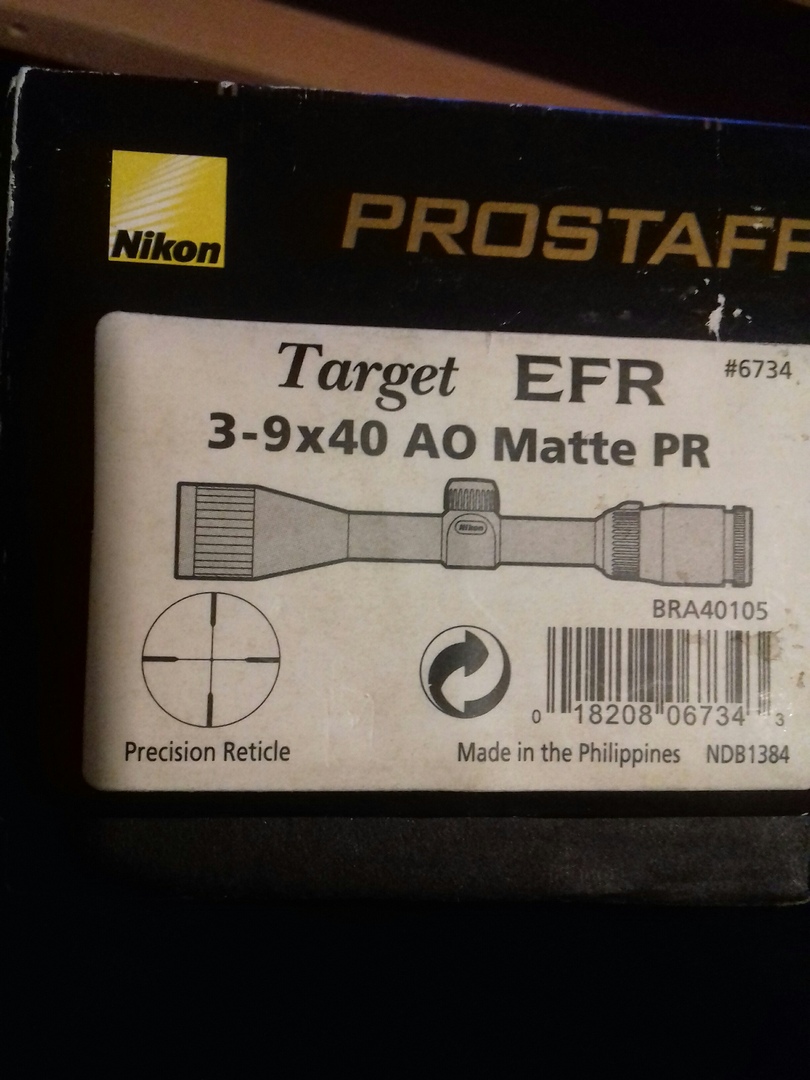 Nikon
PROSTAFF
Target EFR #6734
3-9x40 AO Matte PR
Nikon
BRA40105
0 18208 06734 3
Precision Reticle
Made in the Philippines NDB1384